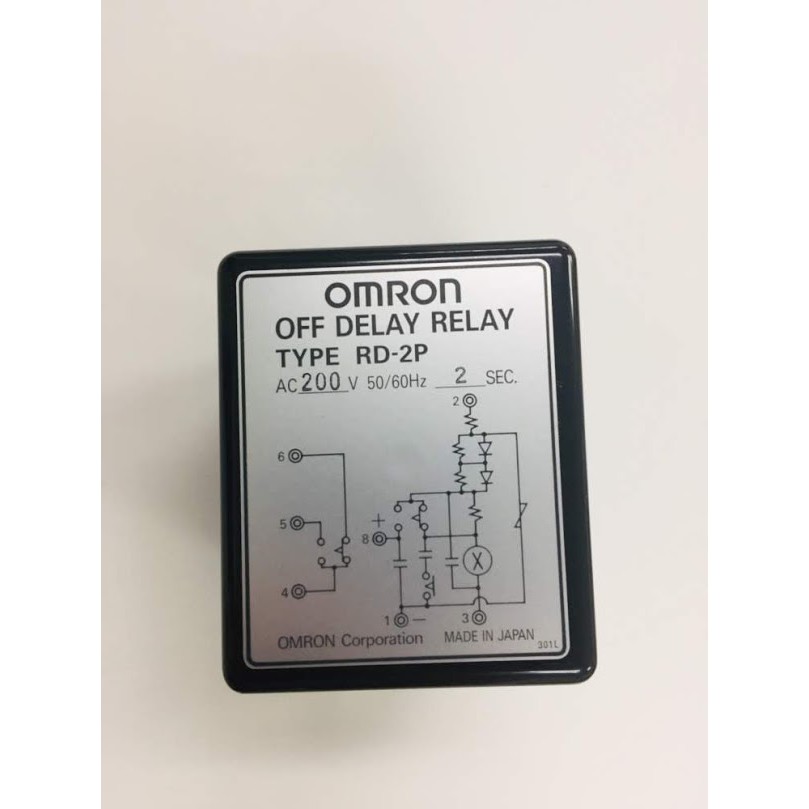 OMRON
OFF DELAY RELAY
TYPE RD-2P
AC 200 V 50/60Hz 2 SEC.
2
6
5
+
8
4
1 −
3
X
OMRON Corporation MADE IN JAPAN
301L